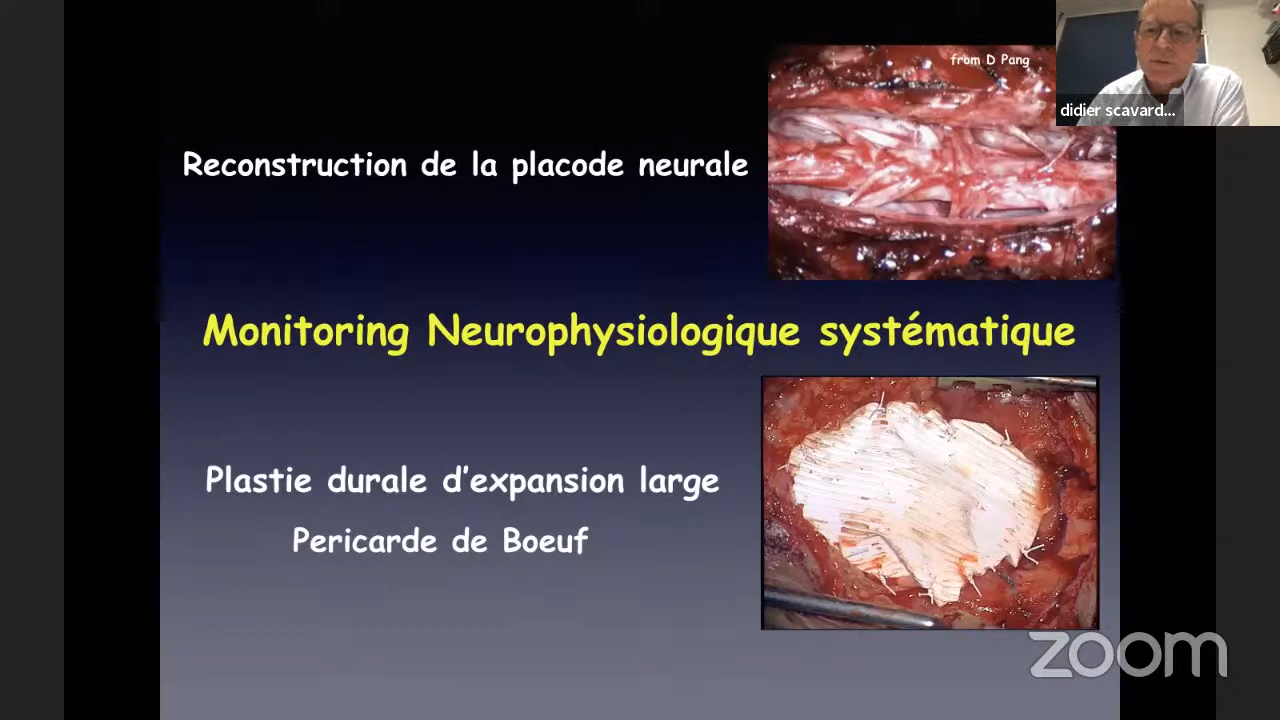 from D Pang
didier scavard...
Reconstruction de la placode neurale
Monitoring Neurophysiologique systématique
Plastie durale d'expansion large
Pericarde de Boeuf
zoom